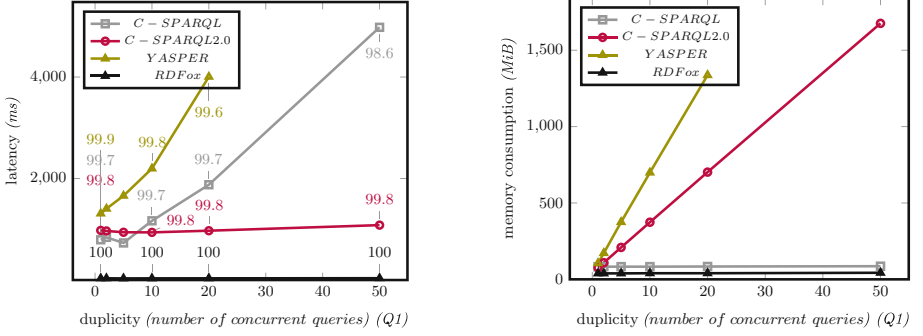 C − SPARQL
C − SPARQL2.0
YASPER
RDFox
4,000
2,000
latency (ms)
98.6
99.6
99.9
99.8
99.7
99.7
99.8
99.7
99.8
99.8
99.8
100
100
100
100
0
10
20
30
40
50
duplicity (number of concurrent queries) (Q1)
C − SPARQL
C − SPARQL2.0
YASPER
RDFox
1,500
1,000
500
0
memory consumption (MiB)
0
10
20
30
40
50
duplicity (number of concurrent queries) (Q1)